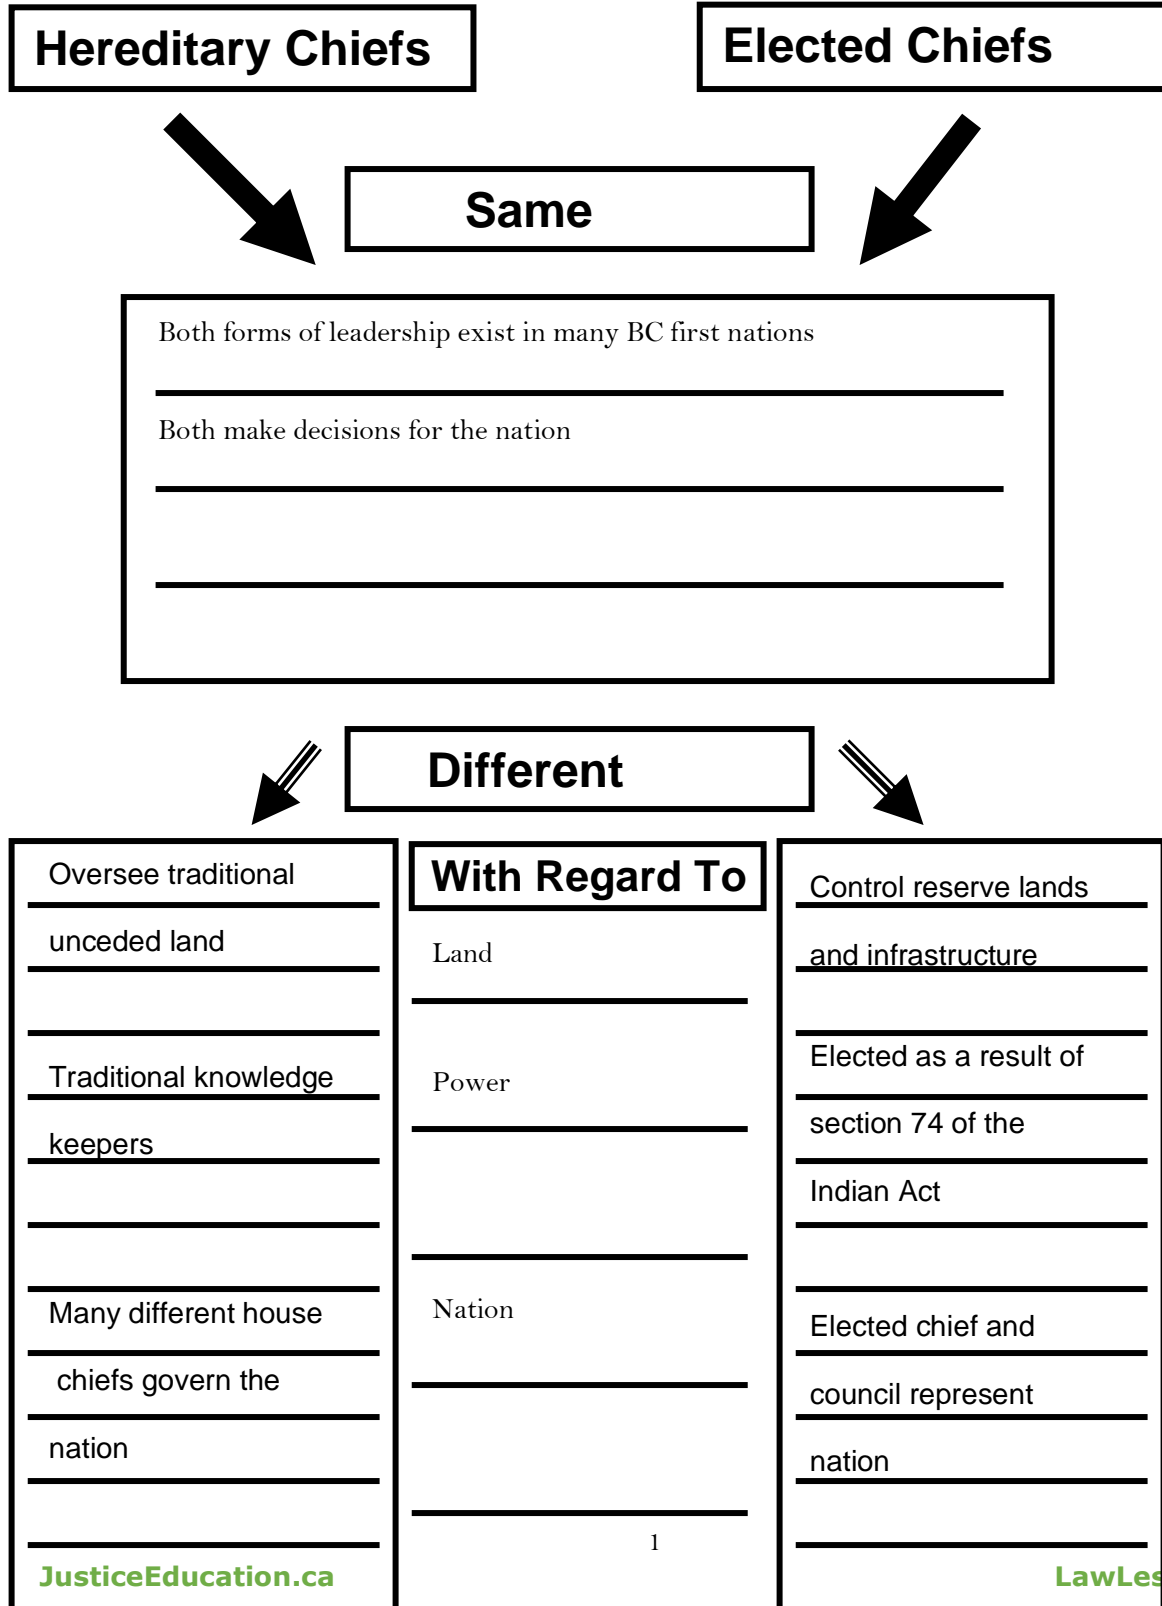 Hereditary Chiefs
Elected Chiefs
Same
Both forms of leadership exist in many BC first nations
Both make decisions for the nation
Different
Oversee traditional
unceded land
Traditional knowledge
keepers
Many different house
chiefs govern the
nation
With Regard To
Land
Power
Nation
Control reserve lands
and infrastructure
Elected as a result of
section 74 of the
Indian Act
Elected chief and
council represent
nation
1
JusticeEducation.ca